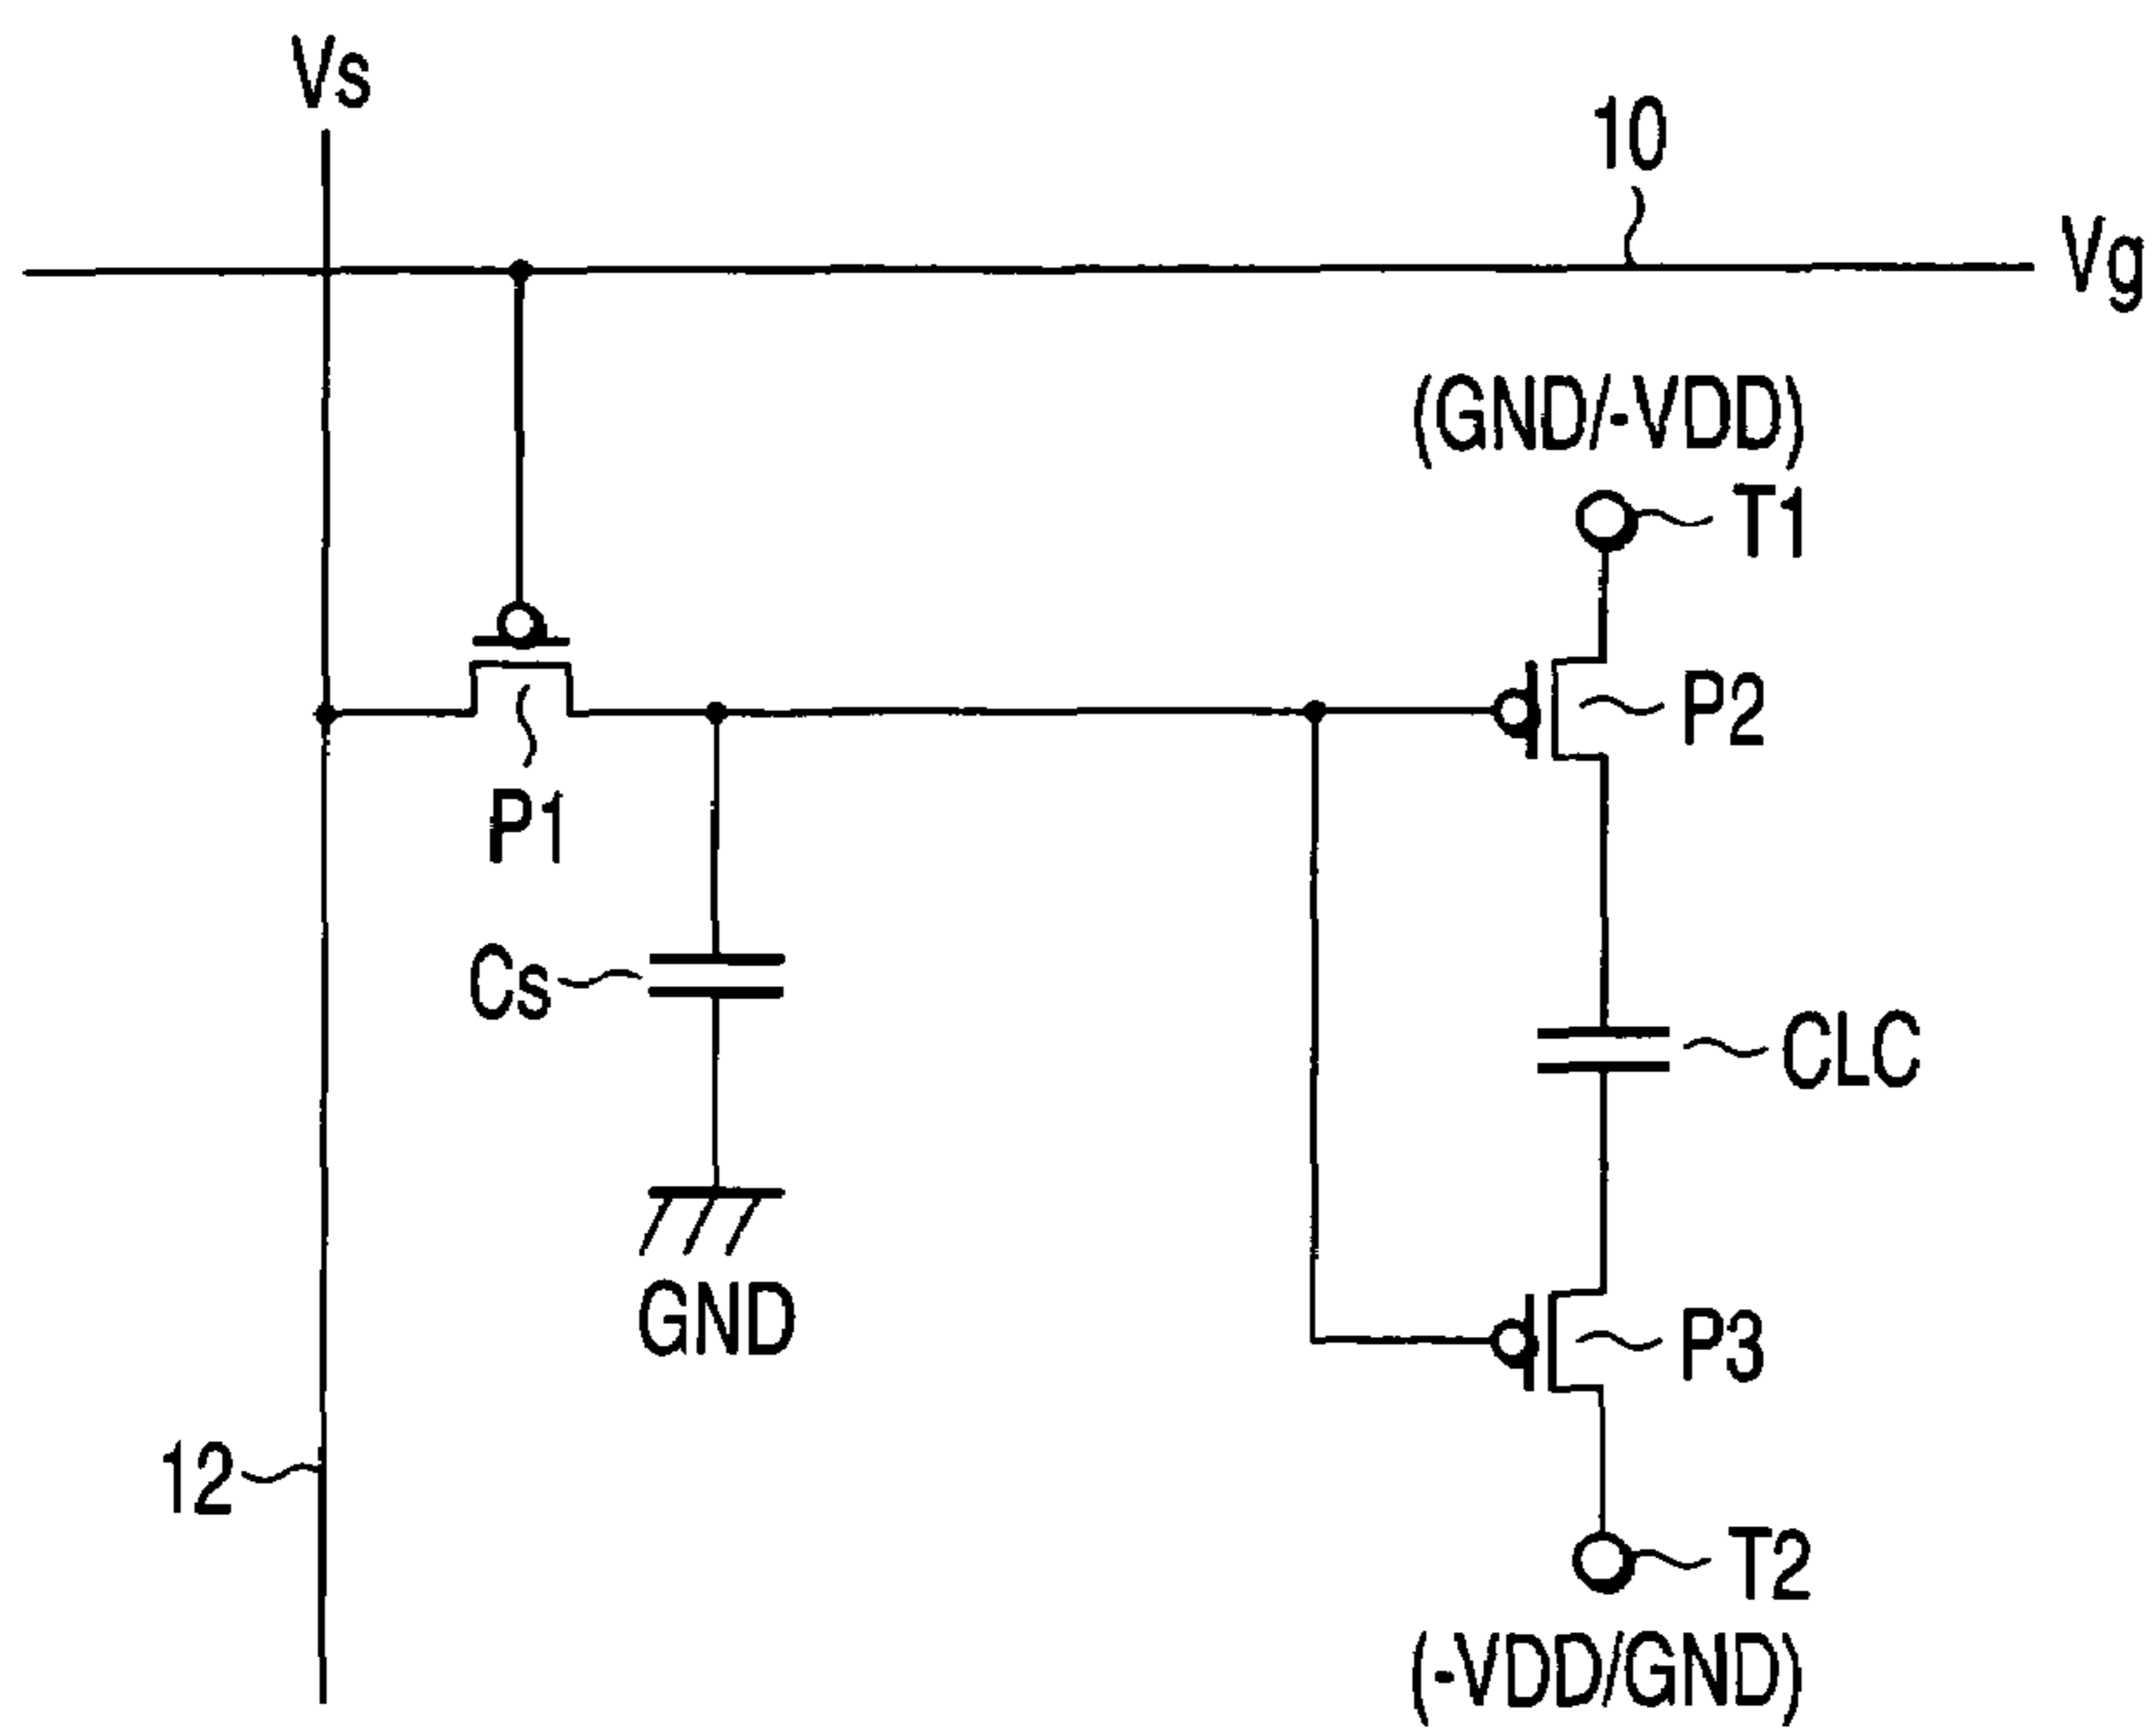 Vs
10
Vg
(GND/-VDD)
T1
P2
P1
Cs
CLC
GND
P3
12
T2
(-VDD/GND)